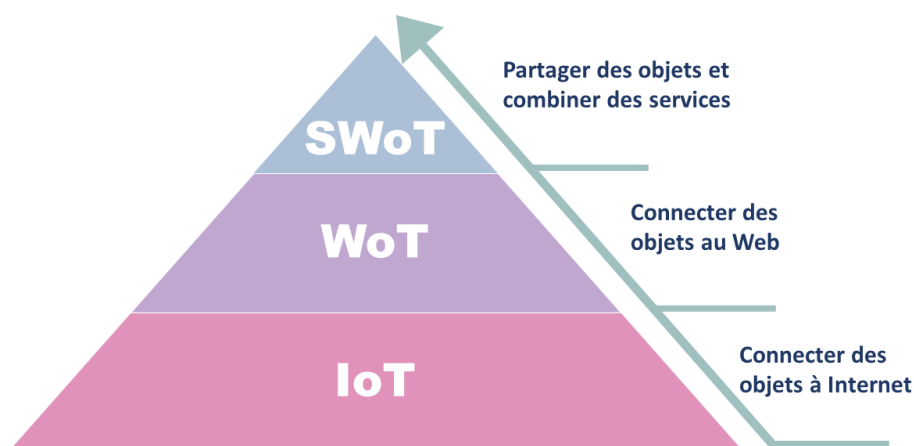 Partager des objets et
combiner des services
SWoT
Connecter des
objets au Web
WoT
Connecter des
objets à Internet
IoT